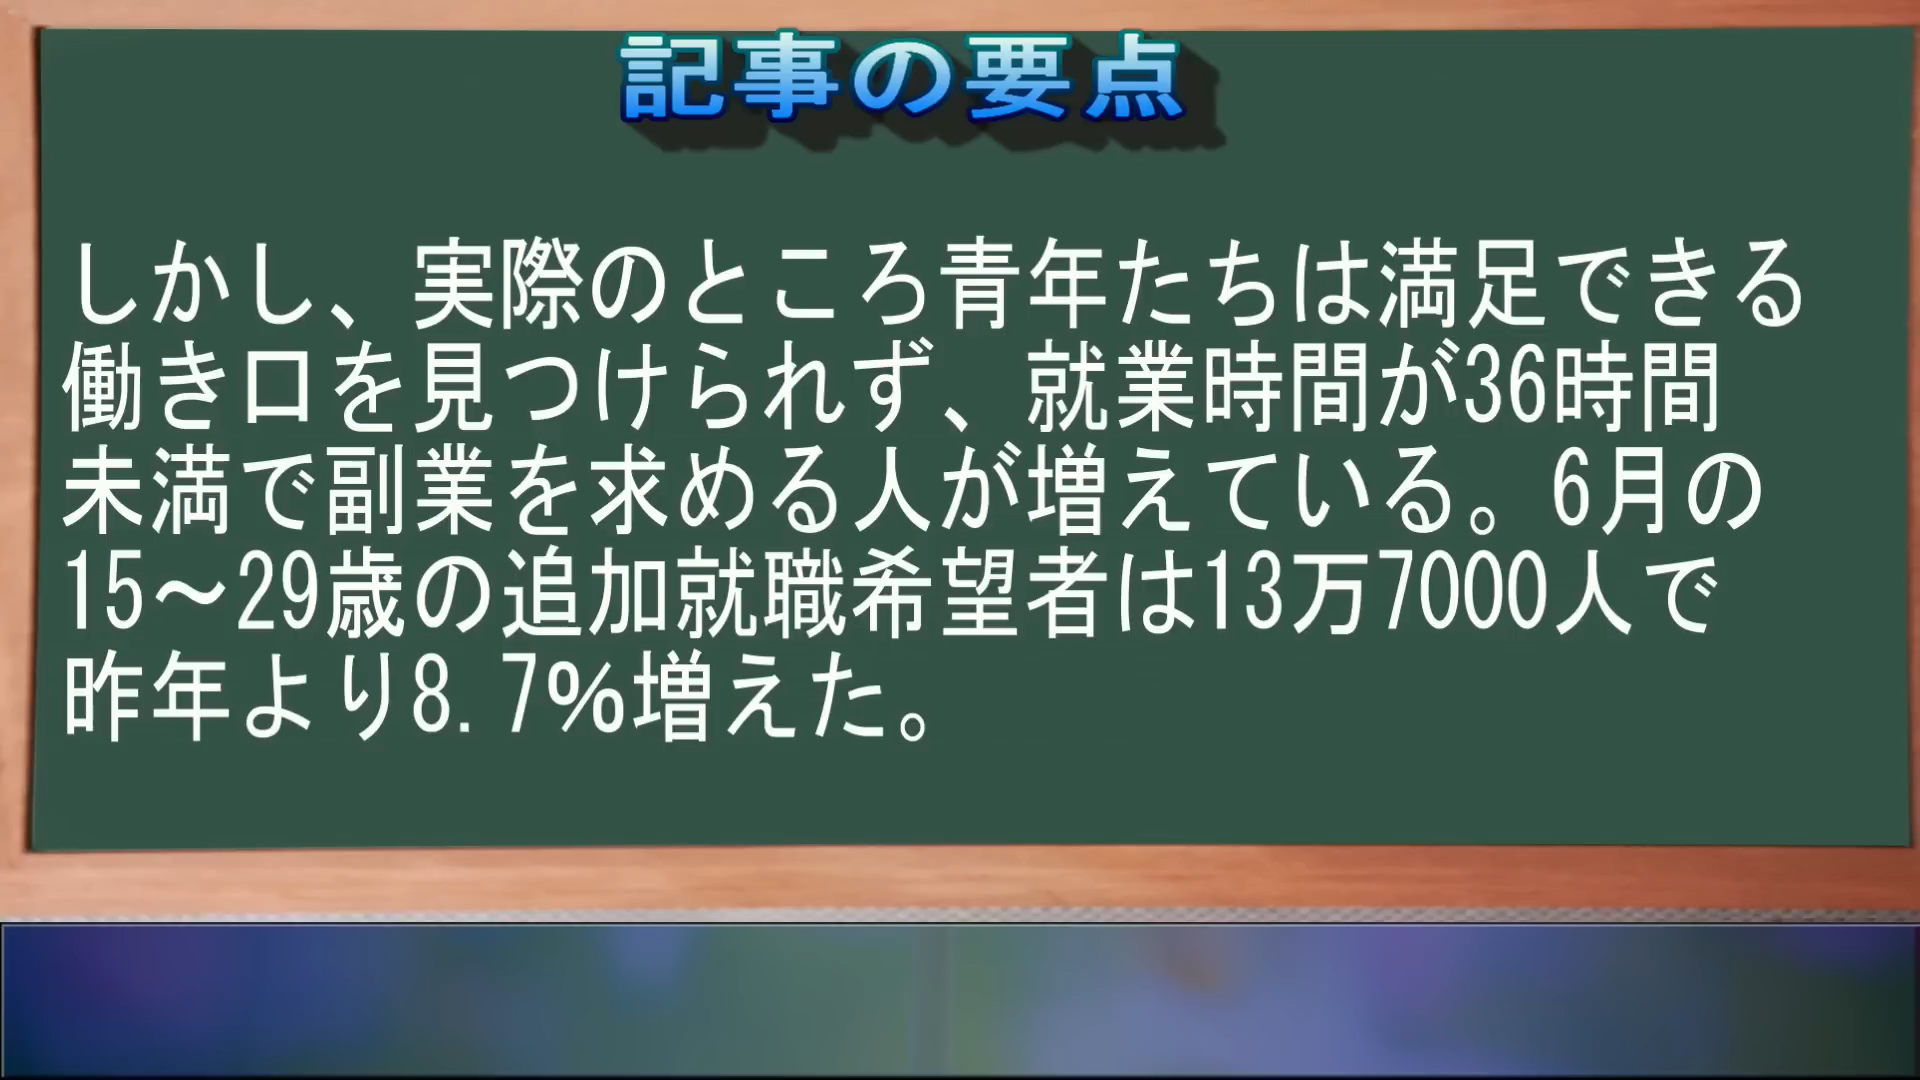 記事の要点
しかし、実際のところ青年たちは満足できる
働き口を見つけられず、就業時間が36時間
未満で副業を求める人が増えている。6月の
15～29歳の追加就職希望者は13万7000人で
昨年より8.7%増えた。